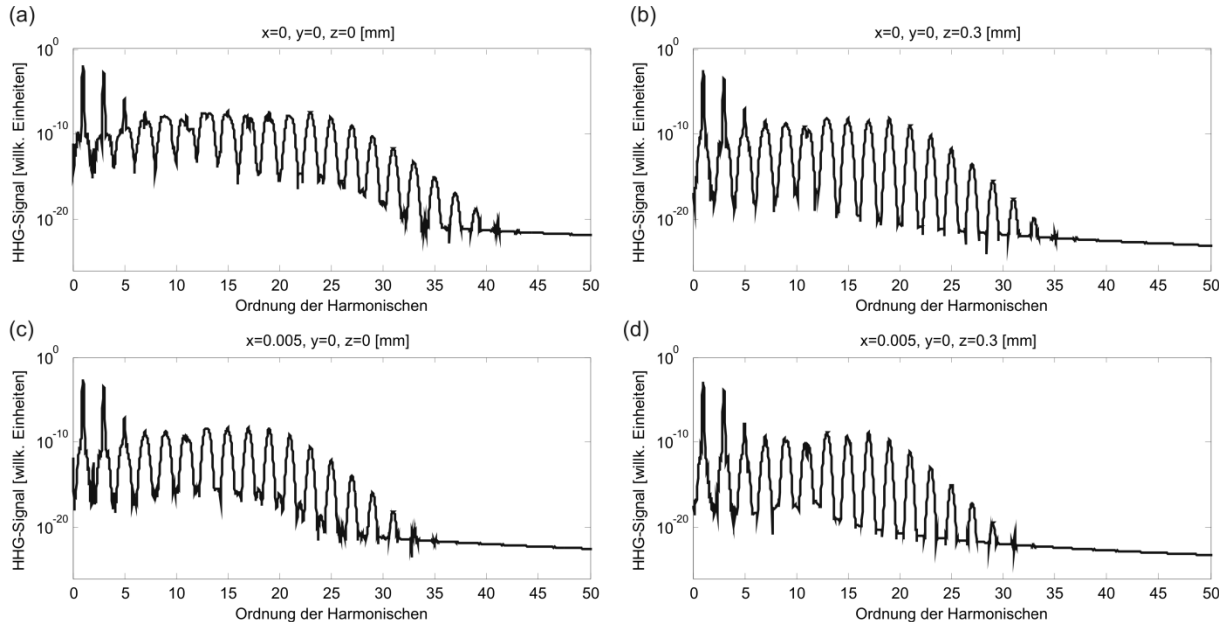 (a)
x=0, y=0, z=0 [mm]
HHG-Signal [willk. Einheiten]
10^0
10^-10
10^-20
0 5 10 15 20 25 30 35 40 45 50
Ordnung der Harmonischen
(b)
x=0, y=0, z=0.3 [mm]
HHG-Signal [willk. Einheiten]
10^0
10^-10
10^-20
0 5 10 15 20 25 30 35 40 45 50
Ordnung der Harmonischen
(c)
x=0.005, y=0, z=0 [mm]
HHG-Signal [willk. Einheiten]
10^0
10^-10
10^-20
0 5 10 15 20 25 30 35 40 45 50
Ordnung der Harmonischen
(d)
x=0.005, y=0, z=0.3 [mm]
HHG-Signal [willk. Einheiten]
10^0
10^-10
10^-20
0 5 10 15 20 25 30 35 40 45 50
Ordnung der Harmonischen